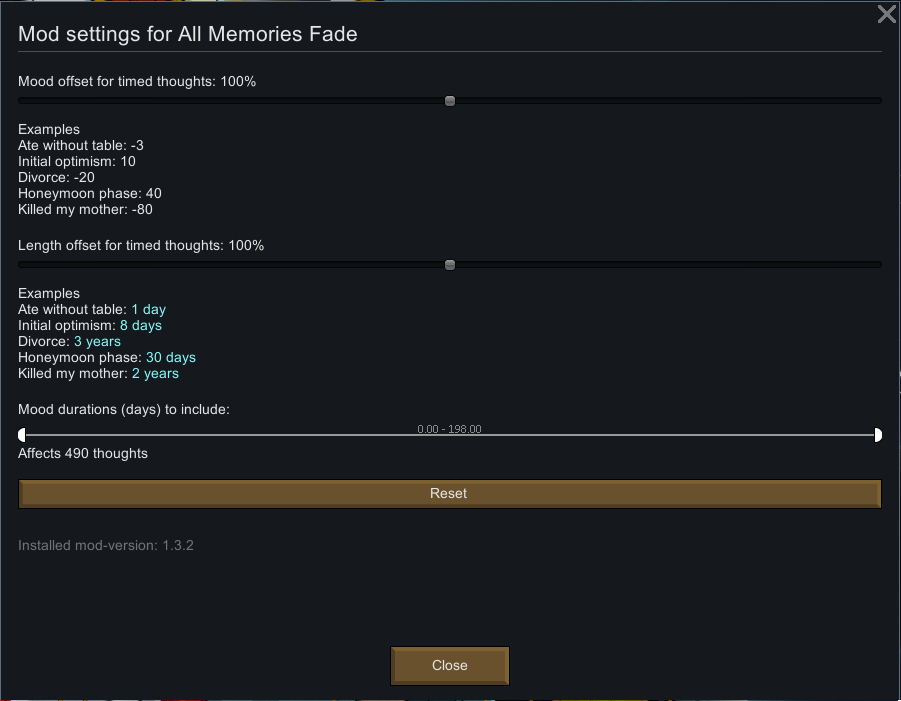 Mod settings for All Memories Fade
Mood offset for timed thoughts: 100%
Examples
Ate without table: -3
Initial optimism: 10
Divorce: -20
Honeymoon phase: 40
Killed my mother: -80
Length offset for timed thoughts: 100%
Examples
Ate without table: 1 day
Initial optimism: 8 days
Divorce: 3 years
Honeymoon phase: 30 days
Killed my mother: 2 years
Mood durations (days) to include:
0.00 - 198.00
Affects 490 thoughts
Reset
Installed mod-version: 1.3.2
Close